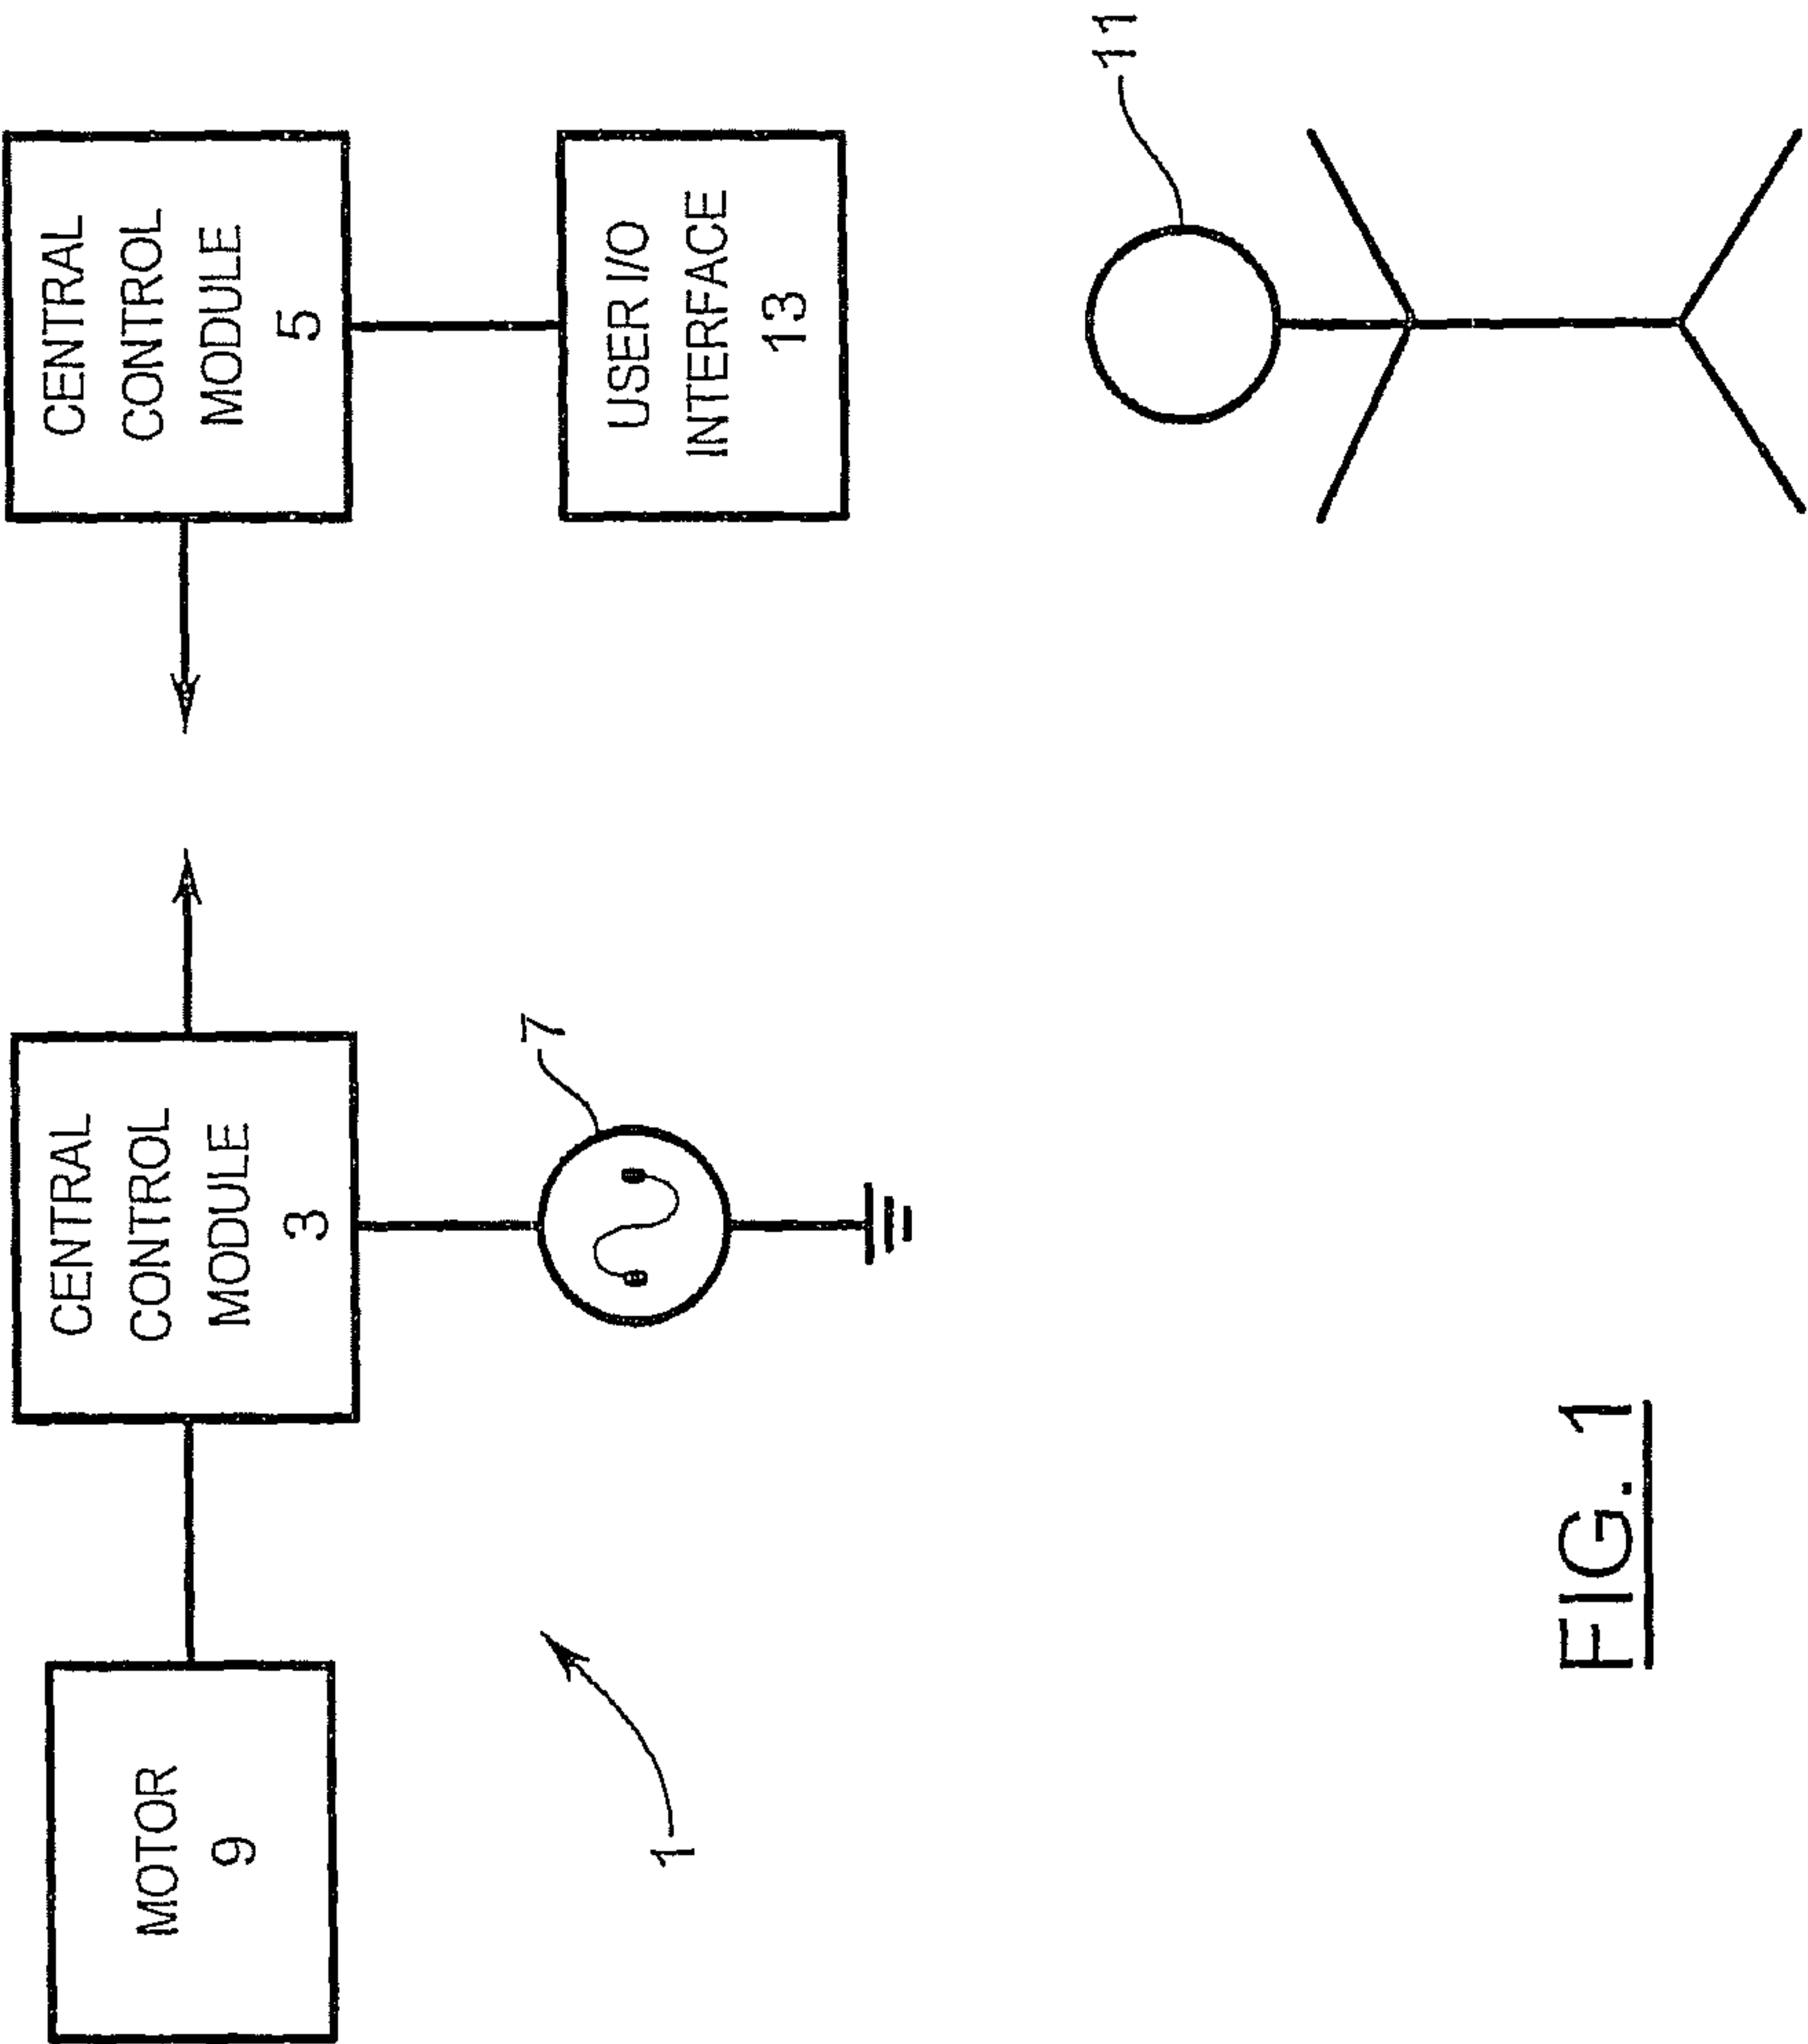 MOTOR
9
CENTRAL
CONTROL
MODULE
3
CENTRAL
CONTROL
MODULE
5
7
USER I/O
INTERFACE
13
1
11
FIG. 1